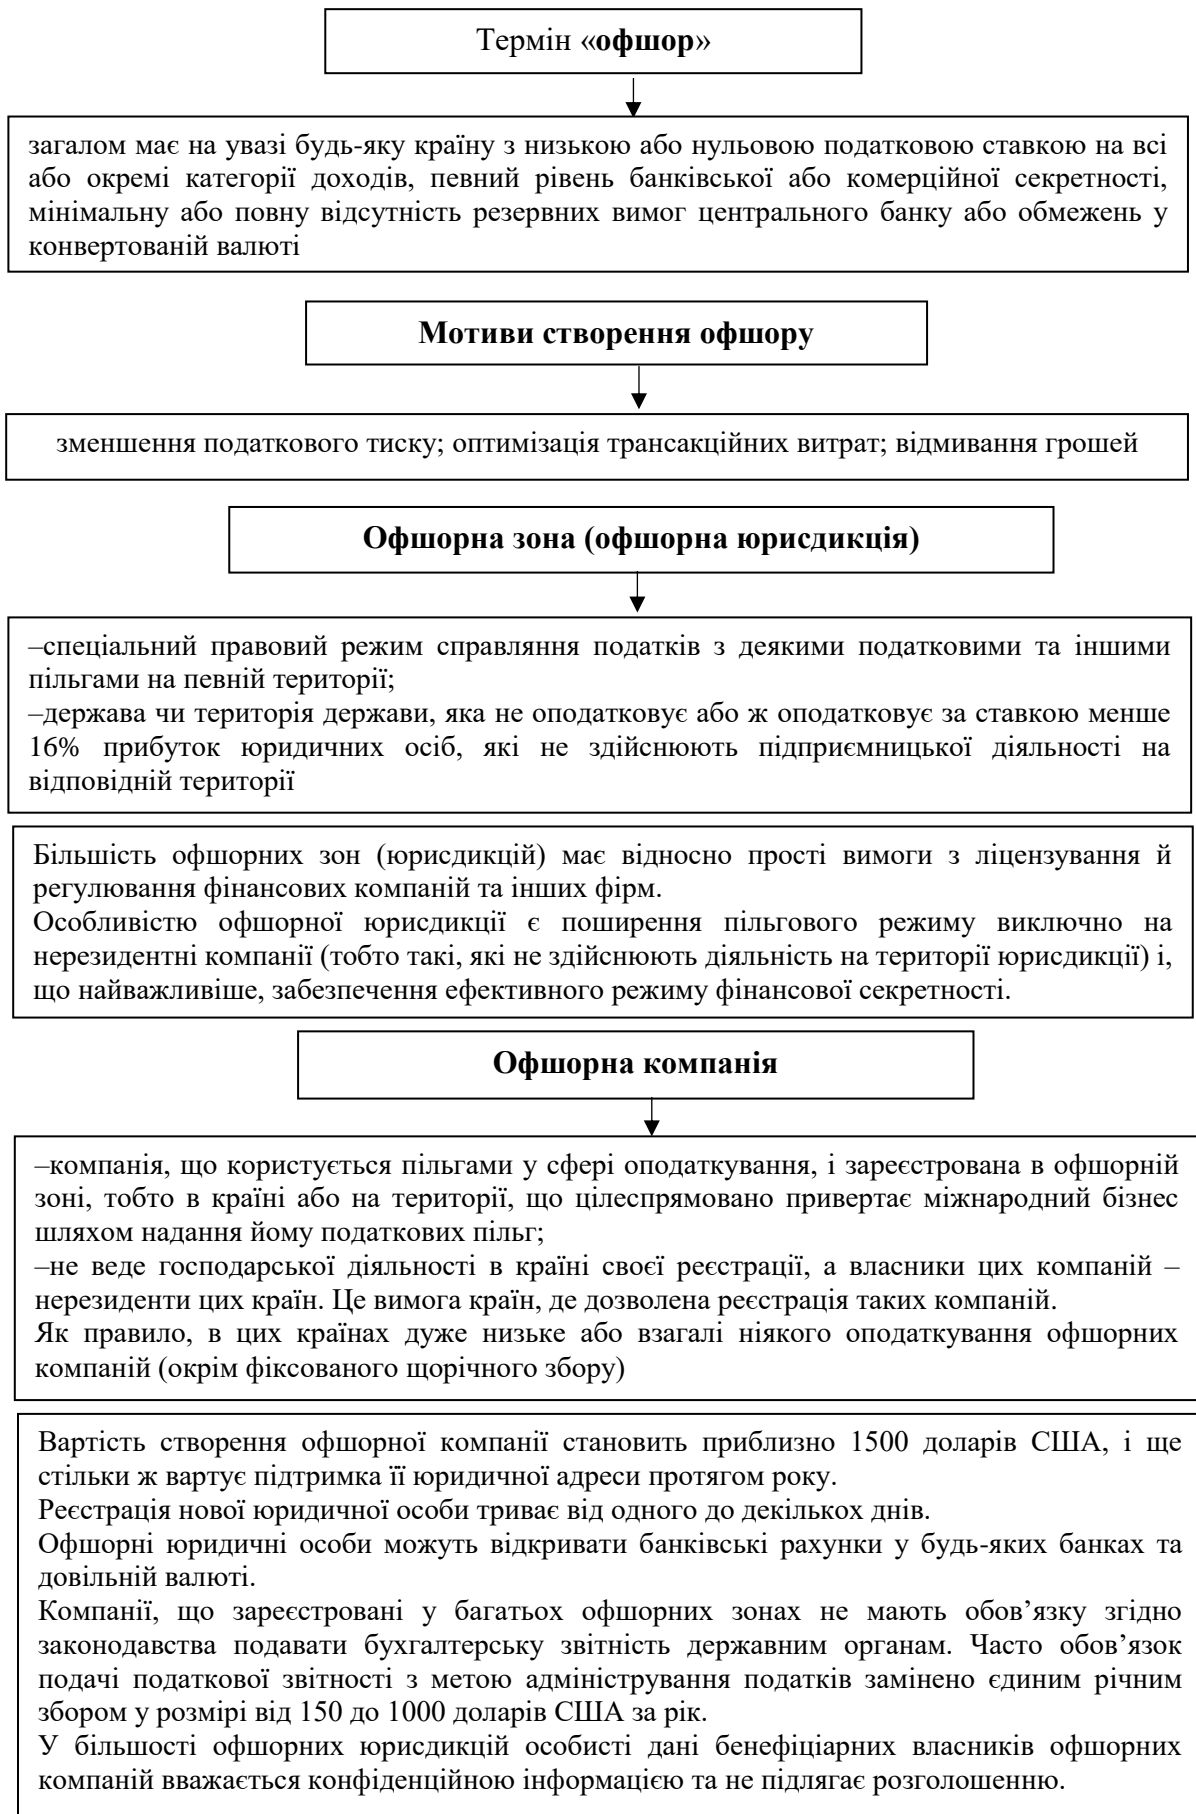 Термін «офшор»
загалом має на увазі будь-яку країну з низькою або нульовою податковою ставкою на всі
або окремі категорії доходів, певний рівень банківської або комерційної секретності,
мінімальну або повну відсутність резервних вимог центрального банку або обмежень у
конвертованій валюті
Мотиви створення офшору
зменшення податкового тиску; оптимізація трансакційних витрат; відмивання грошей
Офшорна зона (офшорна юрисдикція)
–спеціальний правовий режим справляння податків з деякими податковими та іншими
пільгами на певній території;
–держава чи територія держави, яка не оподатковує або ж оподатковує за ставкою менше
16% прибуток юридичних осіб, які не здійснюють підприємницької діяльності на
відповідній території
Більшість офшорних зон (юрисдикцій) має відносно прості вимоги з ліцензування й
регулювання фінансових компаній та інших фірм.
Особливістю офшорної юрисдикції є поширення пільгового режиму виключно на
нерезидентні компанії (тобто такі, які не здійснюють діяльність на території юрисдикції) і,
що найважливіше, забезпечення ефективного режиму фінансової секретності.
Офшорна компанія
–компанія, що користується пільгами у сфері оподаткування, і зареєстрована в офшорній
зоні, тобто в країні або на території, що цілеспрямовано привертає міжнародний бізнес
шляхом надання йому податкових пільг;
–не веде господарської діяльності в країні своєї реєстрації, а власники цих компаній –
нерезиденти цих країн. Це вимога країн, де дозволена реєстрація таких компаній.
Як правило, в цих країнах дуже низьке або взагалі ніякого оподаткування офшорних
компаній (окрім фіксованого щорічного збору)
Вартість створення офшорної компанії становить приблизно 1500 доларів США, і ще
стільки ж вартує підтримка її юридичної адреси протягом року.
Реєстрація нової юридичної особи триває від одного до декількох днів.
Офшорні юридичні особи можуть відкривати банківські рахунки у будь-яких банках та
довільній валюті.
Компанії, що зареєстровані у багатьох офшорних зонах не мають обов’язку згідно
законодавства подавати бухгалтерську звітність державним органам. Часто обов’язок
подачі податкової звітності з метою адміністрування податків замінено єдиним річним
збором у розмірі від 150 до 1000 доларів США за рік.
У більшості офшорних юрисдикцій особисті дані бенефіціарних власників офшорних
компаній вважається конфіденційною інформацією та не підлягає розголошенню.